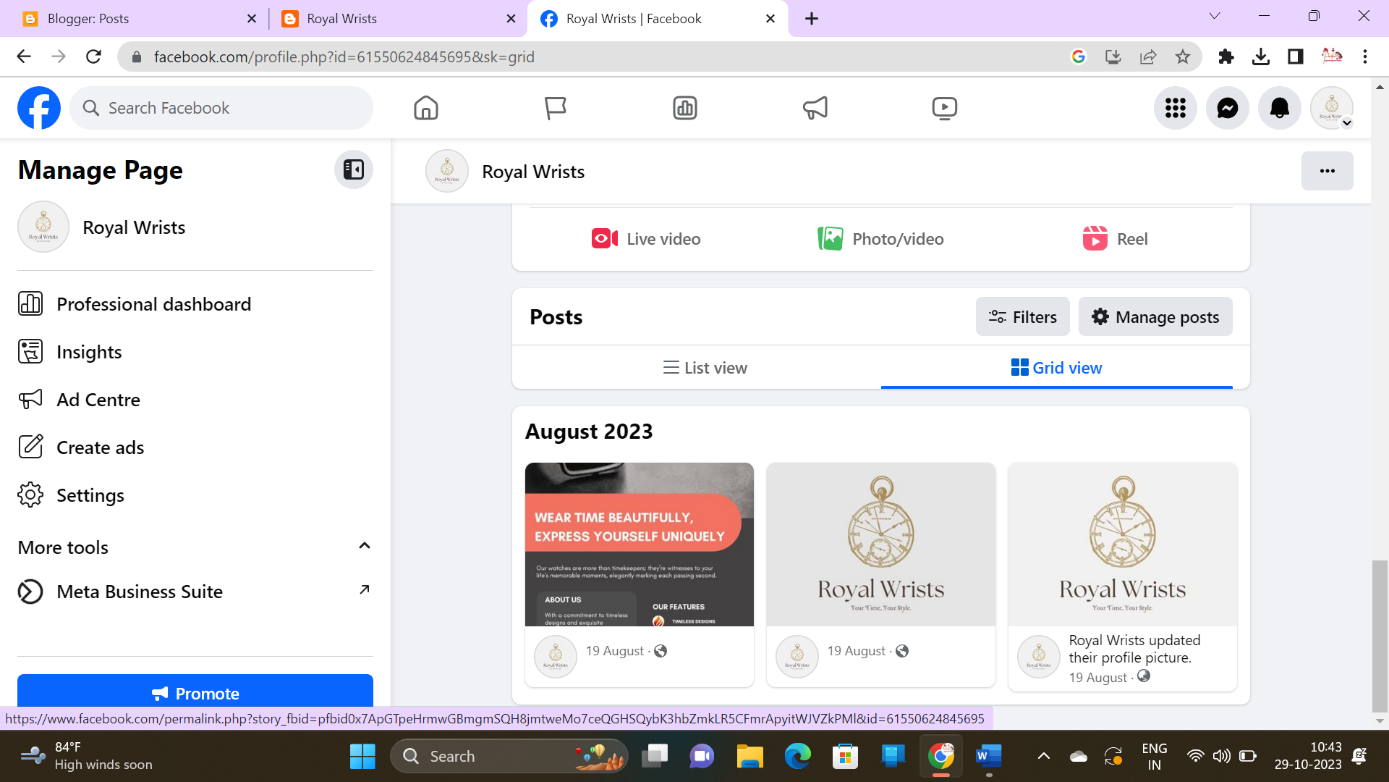 Blogger: Posts
Royal Wrists
Royal Wrists | Facebook
facebook.com/profile.php?id=61550624845695&sk=grid
Search Facebook
Manage Page
Royal Wrists
Professional dashboard
Insights
Ad Centre
Create ads
Settings
More tools
Meta Business Suite
Promote
Royal Wrists
Live video
Photo/video
Reel
Posts
Filters
Manage posts
List view
Grid view
August 2023
WEAR TIME BEAUTIFULLY,
EXPRESS YOURSELF UNIQUELY
Our watches are more than timekeepers; they're witnesses to your
life's memorable moments, elegantly marking each passing second.
ABOUT US
With a commitment to timeless
designs and exquisite
OUR FEATURES
TIMELESS DESIGNS
19 August ·
Royal Wrists
Your Time, Your Style.
19 August ·
Royal Wrists
Your Time, Your Style.
Royal Wrists updated
their profile picture.
19 August ·
https://www.facebook.com/permalink.php?story_fbid=pfbid0x7ApGTpeHrmwGBmgmSQH8jmtweMo7ceQGHSQybK3hbZmkLR5CFmrApyitWJVZkPMl&id=61550624845695
84°F
High winds soon
Search
ENG
IN
10:43
29-10-2023